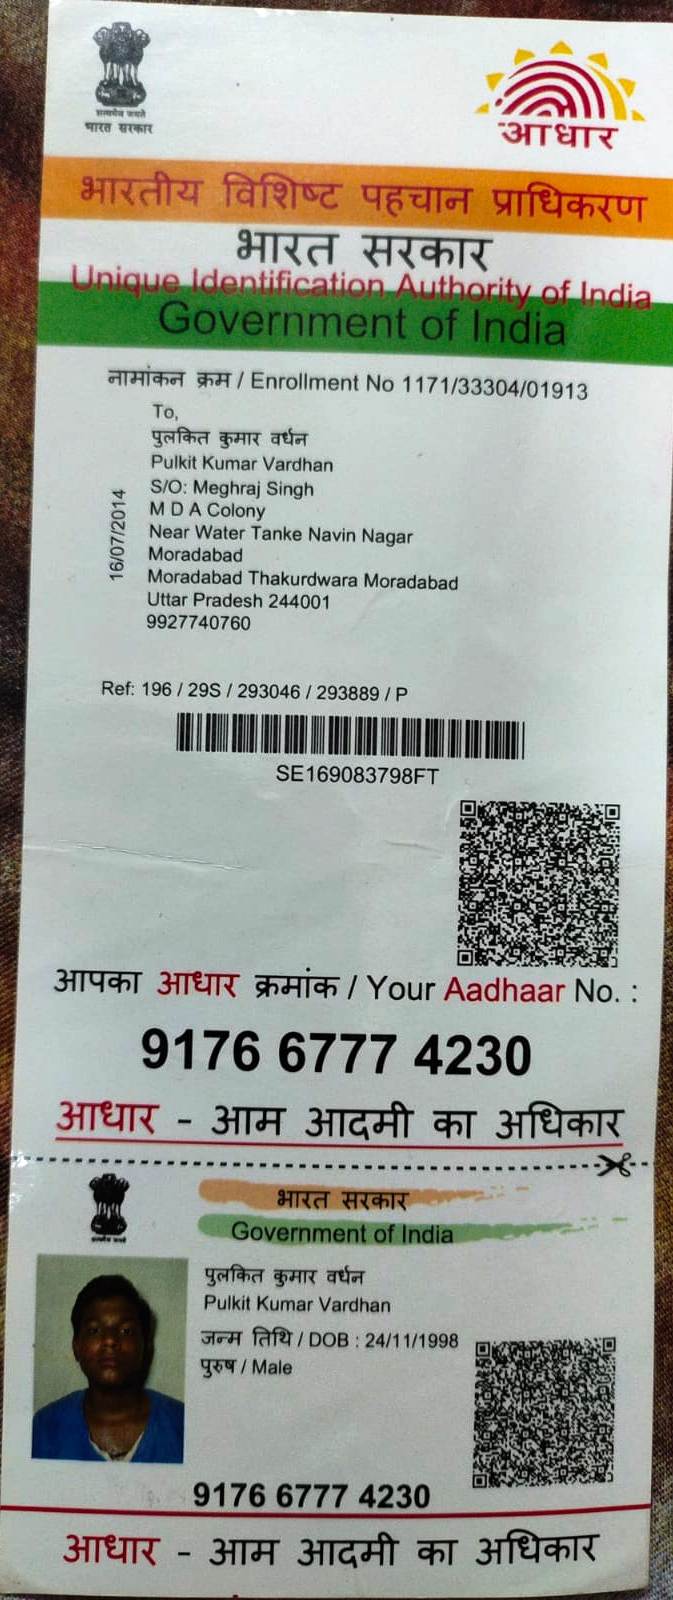 सत्यमेव जयते
भारत सरकार
आधार
भारतीय विशिष्ट पहचान प्राधिकरण
भारत सरकार
Unique Identification Authority of India
Government of India
नामांकन क्रम / Enrollment No 1171/33304/01913
To,
पुलकित कुमार वर्धन
Pulkit Kumar Vardhan
S/O: Meghraj Singh
M D A Colony
Near Water Tanke Navin Nagar
Moradabad
Moradabad Thakurdwara Moradabad
Uttar Pradesh 244001
9927740760
16/07/2014
Ref: 196 / 29S / 293046 / 293889 / P
SE169083798FT
आपका आधार क्रमांक / Your Aadhaar No. :
9176 6777 4230
आधार - आम आदमी का अधिकार
भारत सरकार
Government of India
पुलकित कुमार वर्धन
Pulkit Kumar Vardhan
जन्म तिथि / DOB : 24/11/1998
पुरुष / Male
9176 6777 4230
आधार - आम आदमी का अधिकार